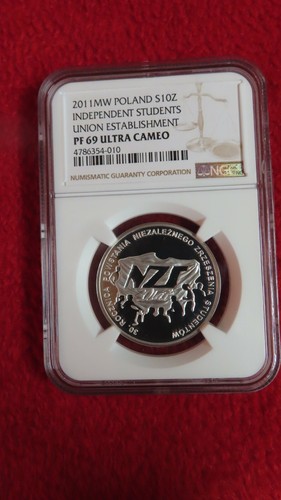 2011MW POLAND S10Z
INDEPENDENT STUDENTS
UNION ESTABLISHMENT
PF 69 ULTRA CAMEO
4786354-010
NUMISMATIC GUARANTY CORPORATION
NGC
30. ROCZNICA POWSTANIA NIEZALEŻNEGO ZRZESZENIA STUDENTÓW
NZS